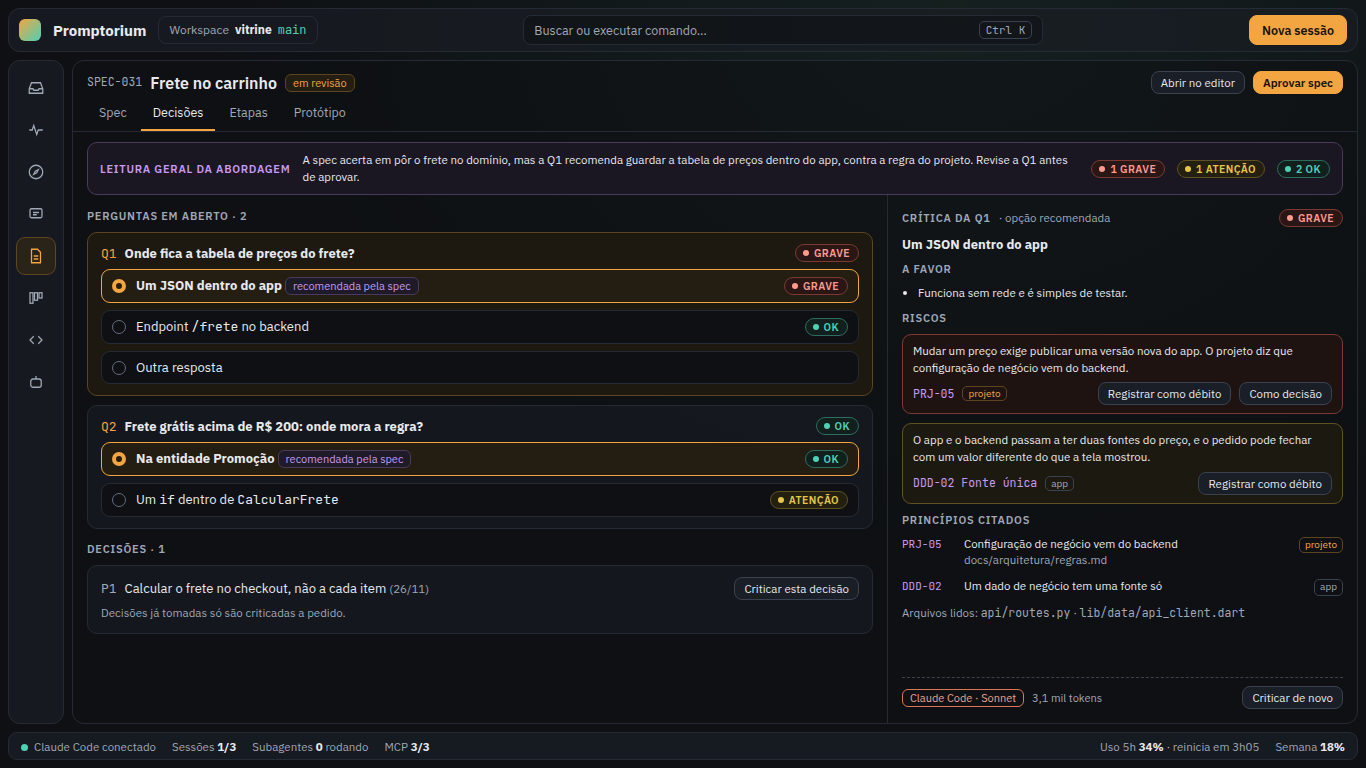 Promptorium
Workspace vitrine main
Buscar ou executar comando...
Ctrl K
Nova sessão
SPEC-031 Frete no carrinho em revisão
Abrir no editor
Aprovar spec
Spec Decisões Etapas Protótipo
LEITURA GERAL DA ABORDAGEM
A spec acerta em pôr o frete no domínio, mas a Q1 recomenda guardar a tabela de preços dentro do app, contra a regra do projeto. Revise a Q1 antes
de aprovar.
1 GRAVE
1 ATENÇÃO
2 OK
PERGUNTAS EM ABERTO · 2
Q1 Onde fica a tabela de preços do frete?
GRAVE
Um JSON dentro do app recomendada pela spec
GRAVE
Endpoint /frete no backend
OK
Outra resposta
Q2 Frete grátis acima de R$ 200: onde mora a regra?
OK
Na entidade Promoção recomendada pela spec
OK
Um if dentro de CalcularFrete
ATENÇÃO
DECISÕES · 1
P1 Calcular o frete no checkout, não a cada item (26/11)
Criticar esta decisão
Decisões já tomadas só são criticadas a pedido.
CRÍTICA DA Q1 · opção recomendada
GRAVE
Um JSON dentro do app
A FAVOR
• Funciona sem rede e é simples de testar.
RISCOS
Mudar um preço exige publicar uma versão nova do app. O projeto diz que
configuração de negócio vem do backend.
PRJ-05 projeto
Registrar como débito
Como decisão
O app e o backend passam a ter duas fontes do preço, e o pedido pode fechar
com um valor diferente do que a tela mostrou.
DDD-02 Fonte única app
Registrar como débito
PRINCÍPIOS CITADOS
PRJ-05 Configuração de negócio vem do backend
projeto
docs/arquitetura/regras.md
DDD-02 Um dado de negócio tem uma fonte só
app
Arquivos lidos: api/routes.py · lib/data/api_client.dart
Claude Code · Sonnet 3,1 mil tokens
Criticar de novo
Claude Code conectado Sessões 1/3 Subagentes 0 rodando MCP 3/3
Uso 5h 34% · reinicia em 3h05 Semana 18%